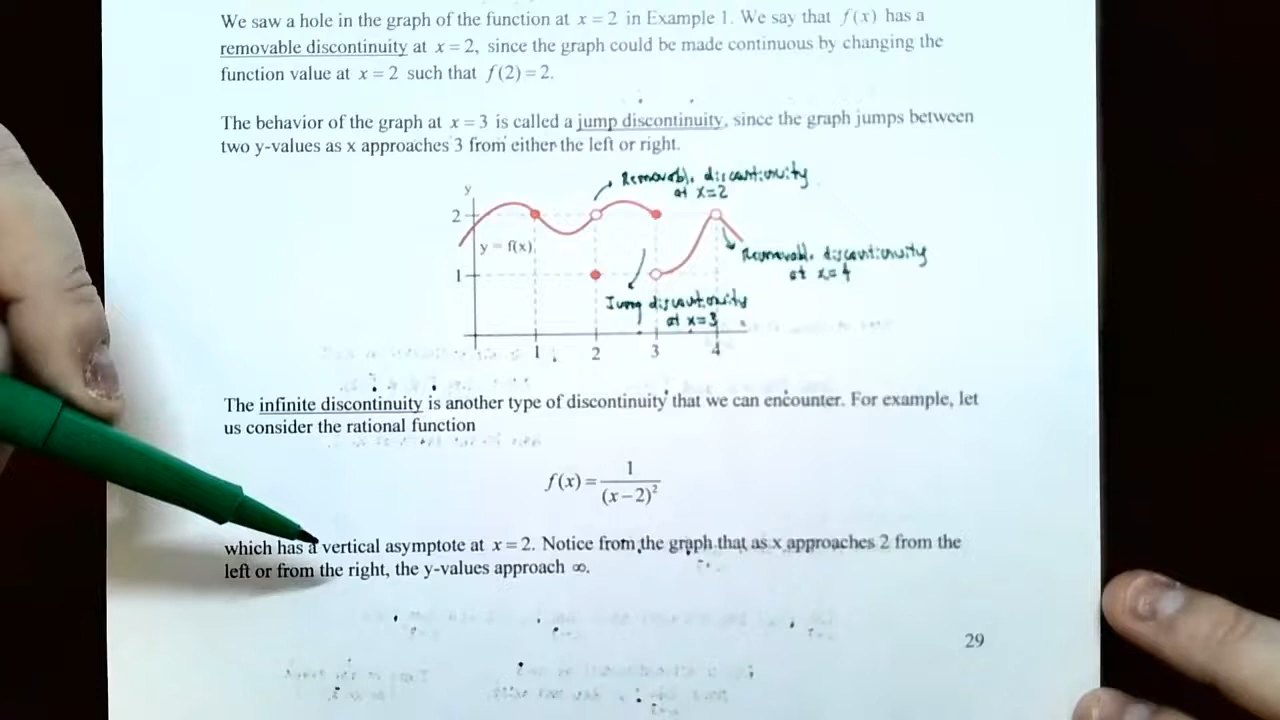 We saw a hole in the graph of the function at x = 2 in Example 1. We say that f(x) has a
removable discontinuity at x = 2, since the graph could be made continuous by changing the
function value at x = 2 such that f(2) = 2.
The behavior of the graph at x = 3 is called a jump discontinuity, since the graph jumps between
two y-values as x approaches 3 from either the left or right.
Removabl. discontinuity
at x=2
y
2
y = f(x)
Removabl. discontinuity
at x=4
1
Jump discontinuity
at x=3
1 2 3 4
The infinite discontinuity is another type of discontinuity that we can encounter. For example, let
us consider the rational function
f(x) = 1/(x−2)²
which has a vertical asymptote at x = 2. Notice from the graph that as x approaches 2 from the
left or from the right, the y-values approach ∞.
29